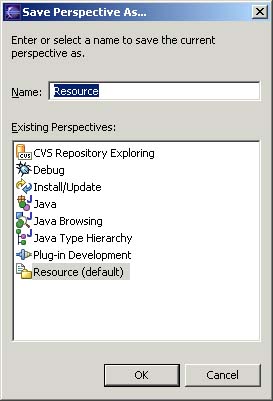 Save Perspective As...
Enter or select a name to save the current
perspective as.
Name: Resource
Existing Perspectives:
CVS Repository Exploring
Debug
Install/Update
Java
Java Browsing
Java Type Hierarchy
Plug-in Development
Resource (default)
OK Cancel